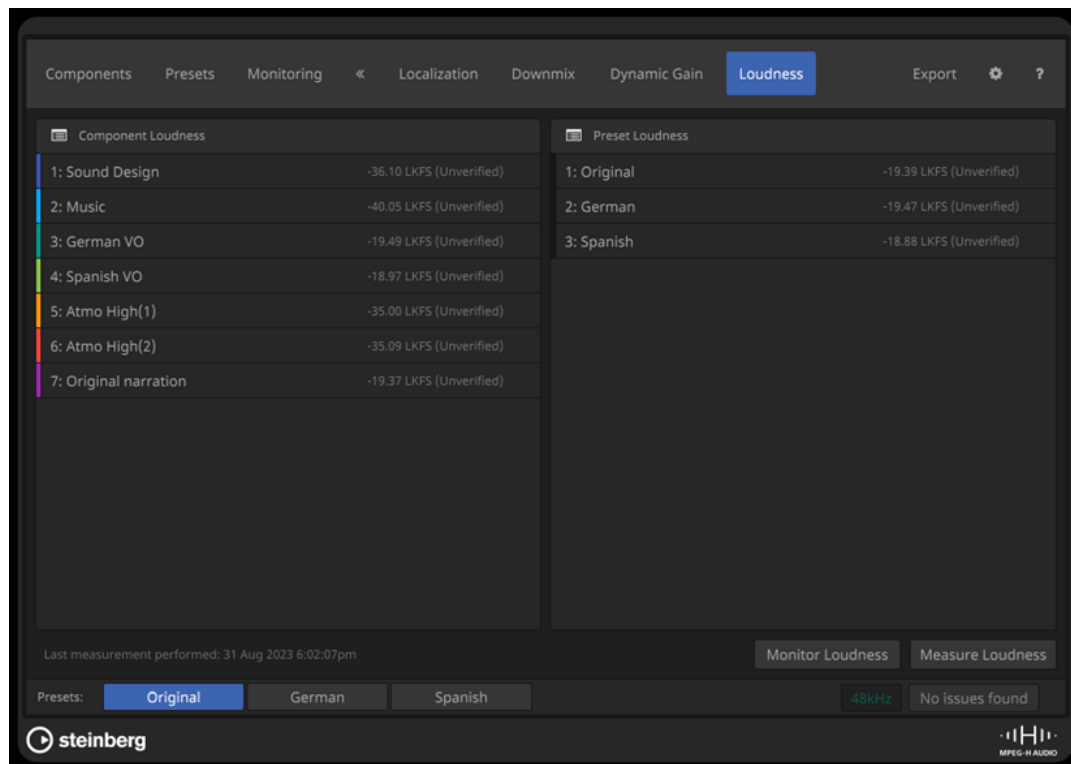 Components Presets Monitoring « Localization Downmix Dynamic Gain Loudness Export ?
Component Loudness
1: Sound Design -36.10 LKFS (Unverified)
2: Music -40.05 LKFS (Unverified)
3: German VO -19.49 LKFS (Unverified)
4: Spanish VO -18.97 LKFS (Unverified)
5: Atmo High(1) -35.00 LKFS (Unverified)
6: Atmo High(2) -35.09 LKFS (Unverified)
7: Original narration -19.37 LKFS (Unverified)
Preset Loudness
1: Original -19.39 LKFS (Unverified)
2: German -19.47 LKFS (Unverified)
3: Spanish -18.88 LKFS (Unverified)
Last measurement performed: 31 Aug 2023 6:02:07pm
Monitor Loudness Measure Loudness
Presets: Original German Spanish 48kHz No issues found
steinberg
MPEG-H AUDIO